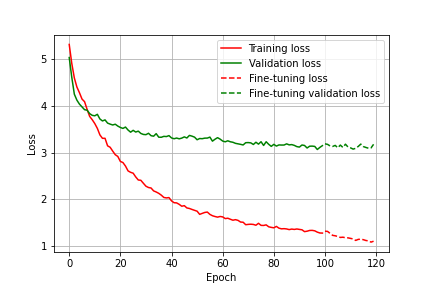 Training loss
Validation loss
Fine-tuning loss
Fine-tuning validation loss
5
4
3
2
1
Loss
0 20 40 60 80 100 120
Epoch